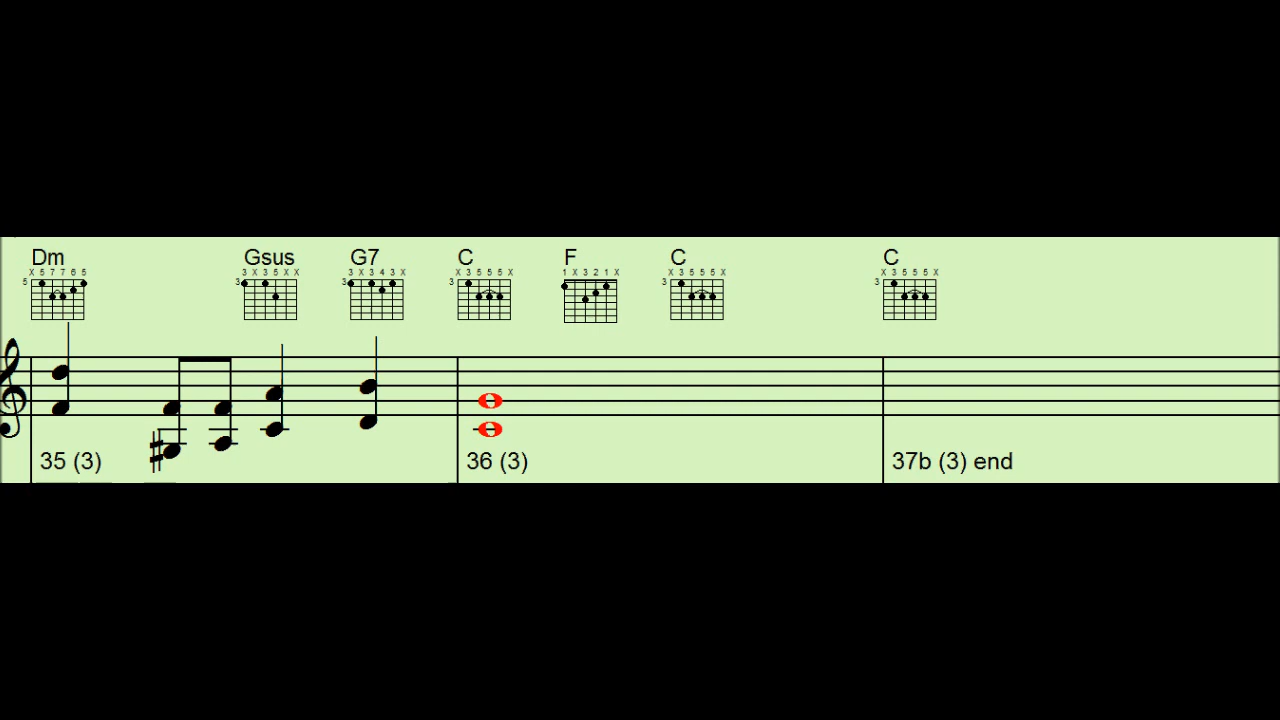 Dm Gsus G7 C F C C
X 5 7 7 6 5 3 X 3 5 X X 3 X 3 4 3 X X 3 5 5 5 X 1 X 3 2 1 X X 3 5 5 5 X X 3 5 5 5 X
5 3 3 3 3 3
35 (3) 36 (3) 37b (3) end